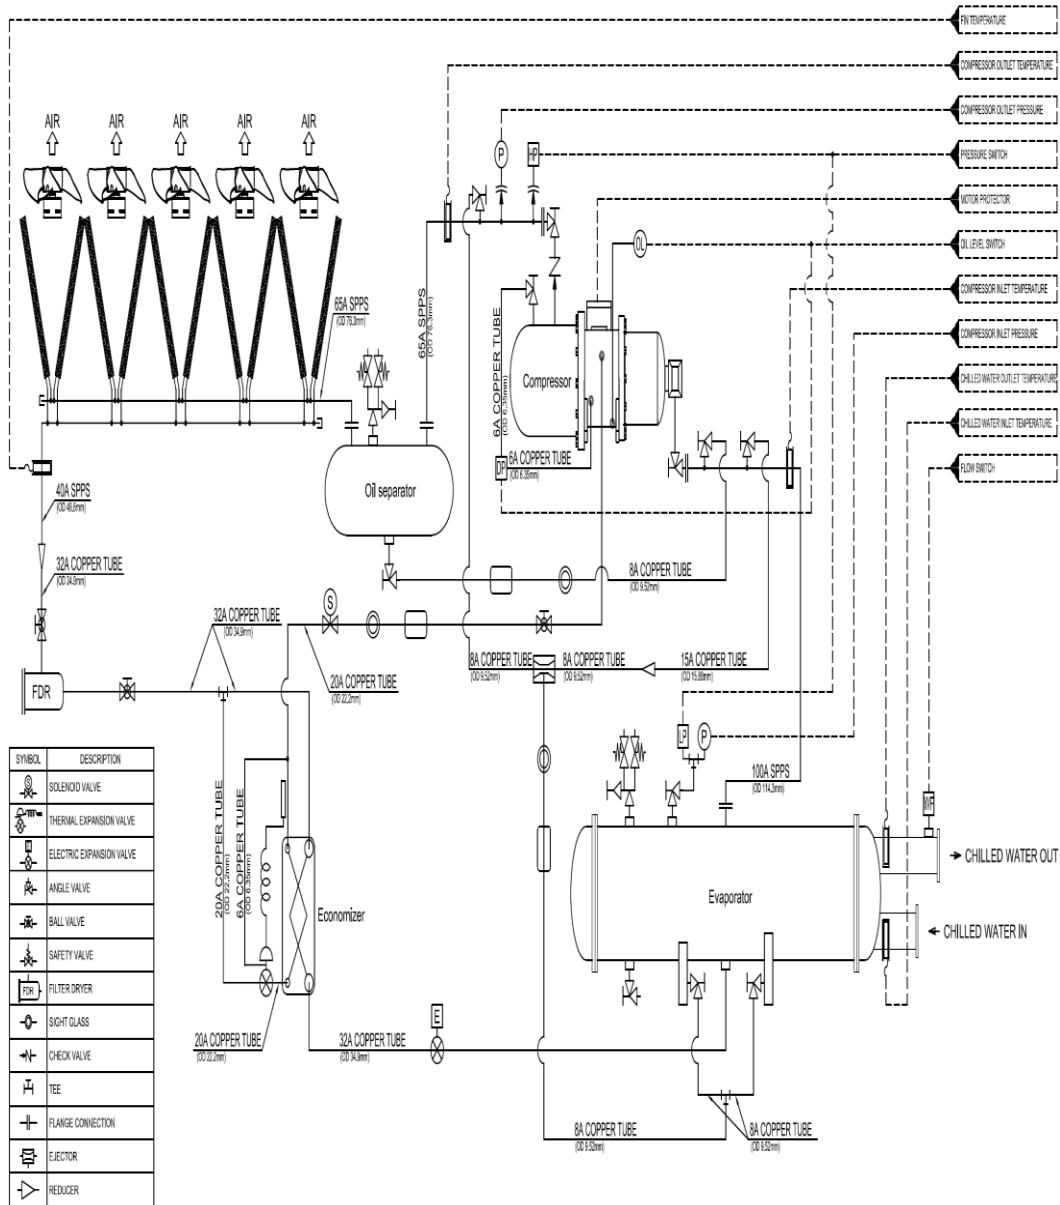 FIN TEMPERATURE
COMPRESSOR OUTLET TEMPERATURE
COMPRESSOR OUTLET PRESSURE
PRESSURE SWITCH
MOTOR PROTECTOR
OIL LEVEL SWITCH
COMPRESSOR INLET TEMPERATURE
COMPRESSOR INLET PRESSURE
CHILLED WATER OUTLET TEMPERATURE
CHILLED WATER INLET TEMPERATURE
FLOW SWITCH
AIR
AIR
AIR
AIR
AIR
P
HP
OL
65A SPPS
(OD 76.3mm)
65A SPPS
(OD 76.3mm)
6A COPPER TUBE
(OD 6.35mm)
Compressor
DP
6A COPPER TUBE
(OD 6.35mm)
Oil separator
40A SPPS
(OD 48.6mm)
32A COPPER TUBE
(OD 34.9mm)
8A COPPER TUBE
(OD 9.52mm)
S
32A COPPER TUBE
(OD 34.9mm)
20A COPPER TUBE
(OD 22.2mm)
8A COPPER TUBE
(OD 9.52mm)
8A COPPER TUBE
(OD 9.52mm)
15A COPPER TUBE
(OD 15.88mm)
FDR
LP
P
100A SPPS
(OD 114.3mm)
WF
20A COPPER TUBE
(OD 22.2mm)
6A COPPER TUBE
(OD 6.35mm)
Economizer
Evaporator
CHILLED WATER OUT
CHILLED WATER IN
E
20A COPPER TUBE
(OD 22.2mm)
32A COPPER TUBE
(OD 34.9mm)
8A COPPER TUBE
(OD 9.52mm)
8A COPPER TUBE
(OD 9.52mm)
SYMBOL DESCRIPTION
S SOLENOID VALVE
THERMAL EXPANSION VALVE
E ELECTRIC EXPANSION VALVE
ANGLE VALVE
BALL VALVE
SAFETY VALVE
FDR FILTER DRYER
SIGHT GLASS
CHECK VALVE
TEE
FLANGE CONNECTION
EJECTOR
REDUCER